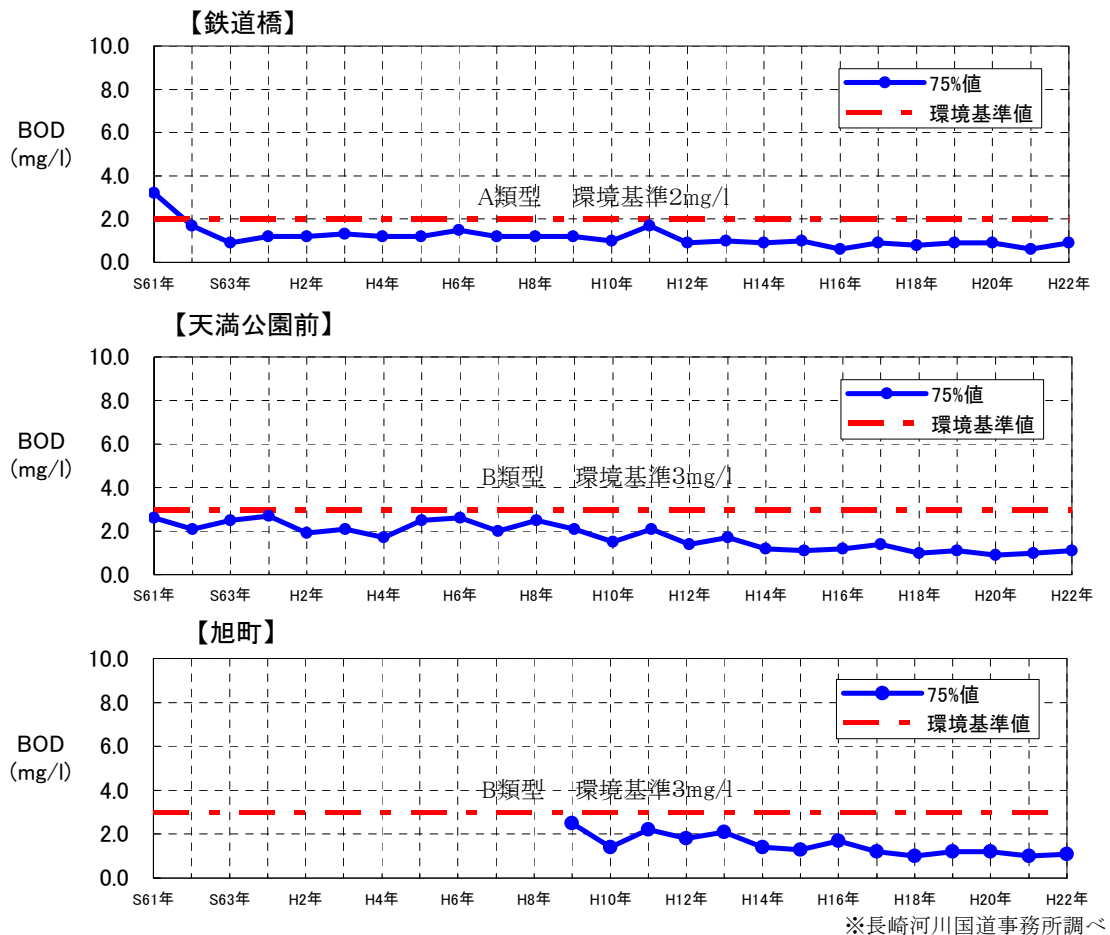 【鉄道橋】
10.0
8.0
6.0
4.0
2.0
0.0
BOD
(mg/l)
75%値
環境基準値
A類型 環境基準2mg/l
S61年 S63年 H2年 H4年 H6年 H8年 H10年 H12年 H14年 H16年 H18年 H20年 H22年
【天満公園前】
10.0
8.0
6.0
4.0
2.0
0.0
BOD
(mg/l)
75%値
環境基準値
B類型 環境基準3mg/l
S61年 S63年 H2年 H4年 H6年 H8年 H10年 H12年 H14年 H16年 H18年 H20年 H22年
【旭町】
10.0
8.0
6.0
4.0
2.0
0.0
BOD
(mg/l)
75%値
環境基準値
B類型 環境基準3mg/l
S61年 S63年 H2年 H4年 H6年 H8年 H10年 H12年 H14年 H16年 H18年 H20年 H22年
※長崎河川国道事務所調べ